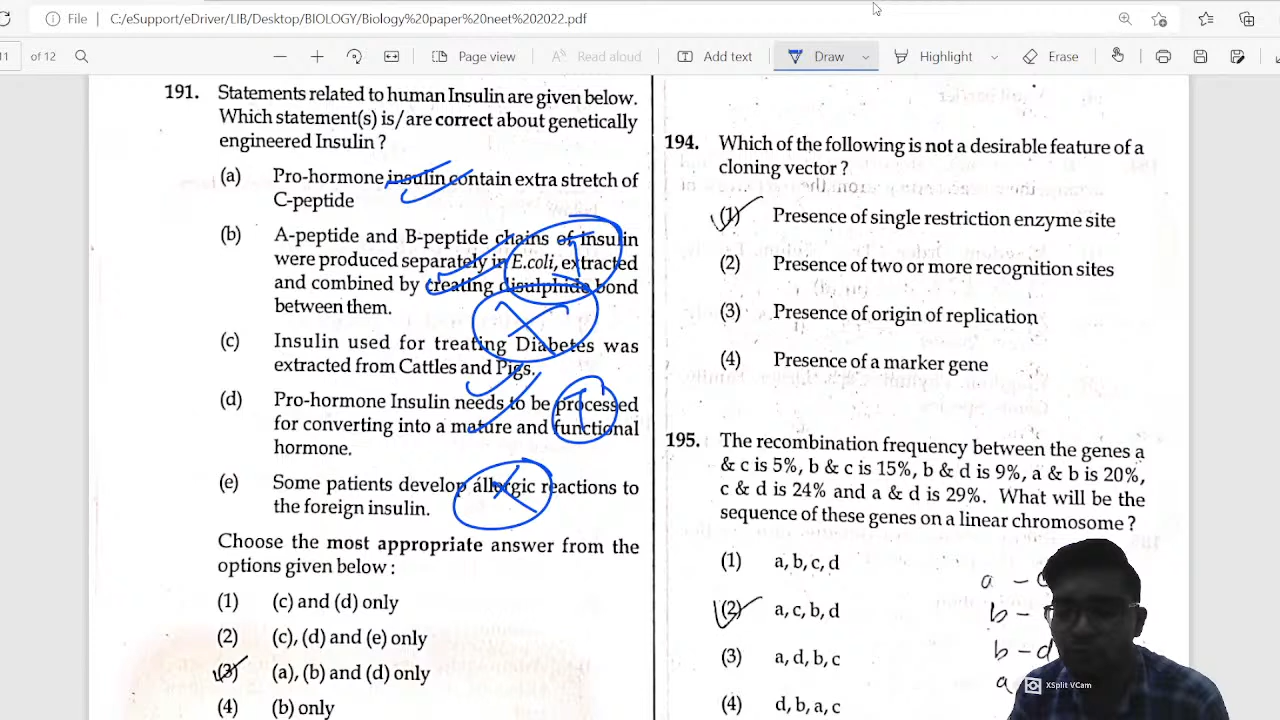 File
C:/eSupport/eDriver/LIB/Desktop/BIOLOGY/Biology%20paper%20neet%202022.pdf
11 of 12
Page view
Read aloud
Add text
Draw
Highlight
Erase
191. Statements related to human Insulin are given below.
Which statement(s) is/are correct about genetically
engineered Insulin ?
(a) Pro-hormone insulin contain extra stretch of
C-peptide
(b) A-peptide and B-peptide chains of insulin
were produced separately in E.coli, extracted
and combined by creating disulphide bond
between them.
(c) Insulin used for treating Diabetes was
extracted from Cattles and Pigs.
(d) Pro-hormone Insulin needs to be processed
for converting into a mature and functional
hormone.
(e) Some patients develop allergic reactions to
the foreign insulin.
Choose the most appropriate answer from the
options given below :
(1) (c) and (d) only
(2) (c), (d) and (e) only
(3) (a), (b) and (d) only
(4) (b) only
194. Which of the following is not a desirable feature of a
cloning vector ?
(1) Presence of single restriction enzyme site
(2) Presence of two or more recognition sites
(3) Presence of origin of replication
(4) Presence of a marker gene
195. The recombination frequency between the genes a
& c is 5%, b & c is 15%, b & d is 9%, a & b is 20%,
c & d is 24% and a & d is 29%. What will be the
sequence of these genes on a linear chromosome ?
(1) a, b, c, d
(2) a, c, b, d
(3) a, d, b, c
(4) d, b, a, c
a -
b -
b - d
a
XSplit VCam